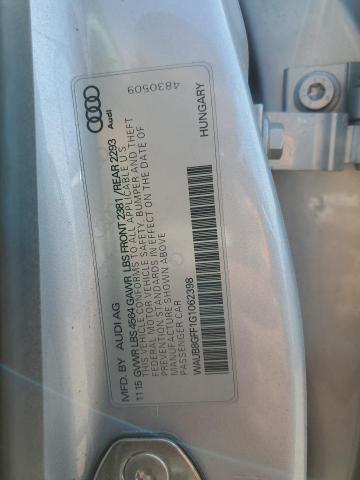 MFD. BY AUDI AG
11 15 GVWR LBS 4564 GAWR LBS FRONT 2381 / REAR 2293
THIS VEHICLE CONFORMS TO ALL APPLICABLE U.S.
FEDERAL MOTOR VEHICLE SAFETY, BUMPER AND THEFT
PREVENTION STANDARDS IN EFFECT ON THE DATE OF
MANUFACTURE SHOWN ABOVE
PASSENGER CAR
WAUB8GFF1G1062398
HUNGARY
Audi
4830509